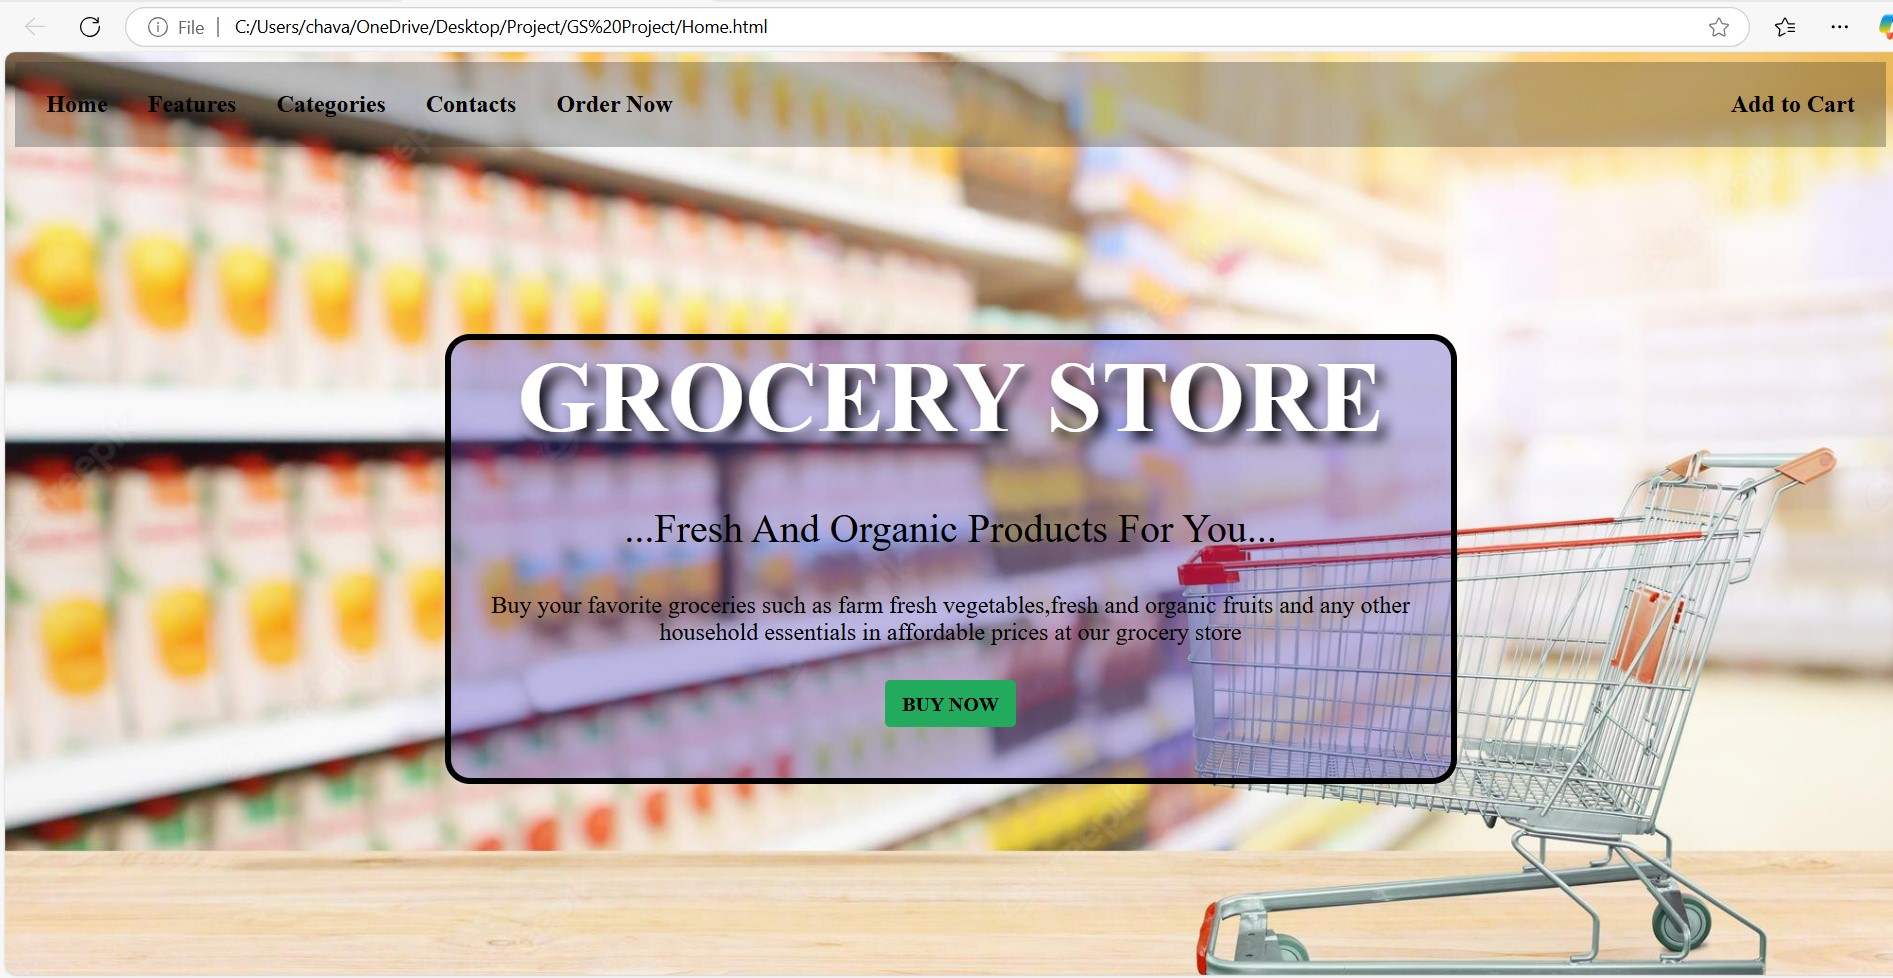 File | C:/Users/chava/OneDrive/Desktop/Project/GS%20Project/Home.html
Home Features Categories Contacts Order Now Add to Cart
GROCERY STORE
...Fresh And Organic Products For You...
Buy your favorite groceries such as farm fresh vegetables,fresh and organic fruits and any other
household essentials in affordable prices at our grocery store
BUY NOW